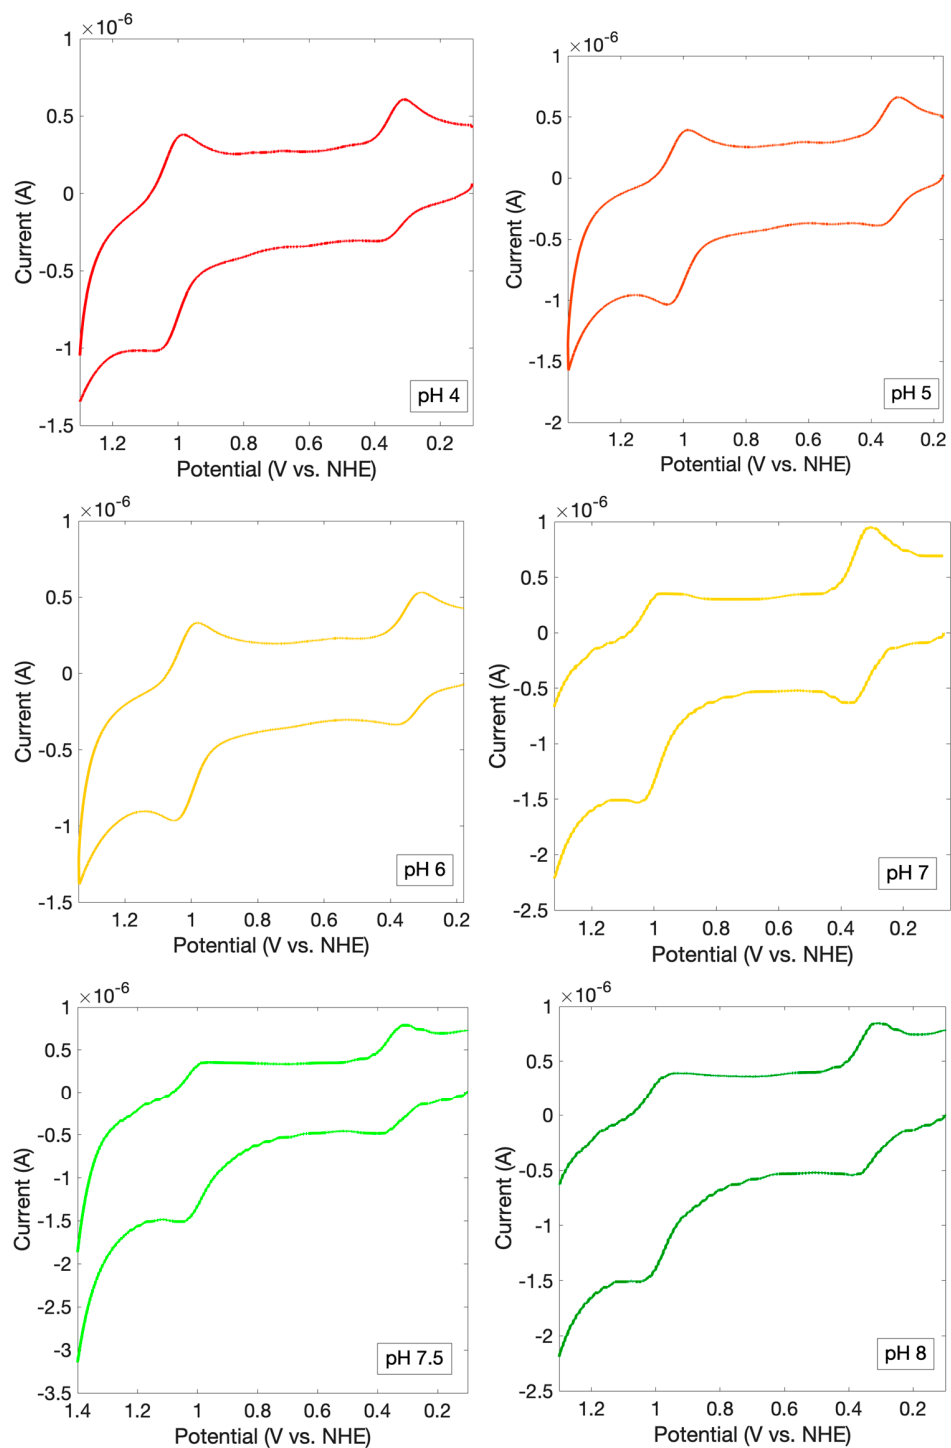 ×10⁻⁶
1
0.5
0
-0.5
-1
-1.5
Current (A)
1.2 1 0.8 0.6 0.4 0.2
Potential (V vs. NHE)
pH 4
×10⁻⁶
1
0.5
0
-0.5
-1
-1.5
-2
Current (A)
1.2 1 0.8 0.6 0.4 0.2
Potential (V vs. NHE)
pH 5
×10⁻⁶
1
0.5
0
-0.5
-1
-1.5
Current (A)
1.2 1 0.8 0.6 0.4 0.2
Potential (V vs. NHE)
pH 6
×10⁻⁶
1
0.5
0
-0.5
-1
-1.5
-2
-2.5
Current (A)
1.2 1 0.8 0.6 0.4 0.2
Potential (V vs. NHE)
pH 7
×10⁻⁶
1
0.5
0
-0.5
-1
-1.5
-2
-2.5
-3
-3.5
Current (A)
1.4 1.2 1 0.8 0.6 0.4 0.2
Potential (V vs. NHE)
pH 7.5
×10⁻⁶
1
0.5
0
-0.5
-1
-1.5
-2
-2.5
Current (A)
1.2 1 0.8 0.6 0.4 0.2
Potential (V vs. NHE)
pH 8